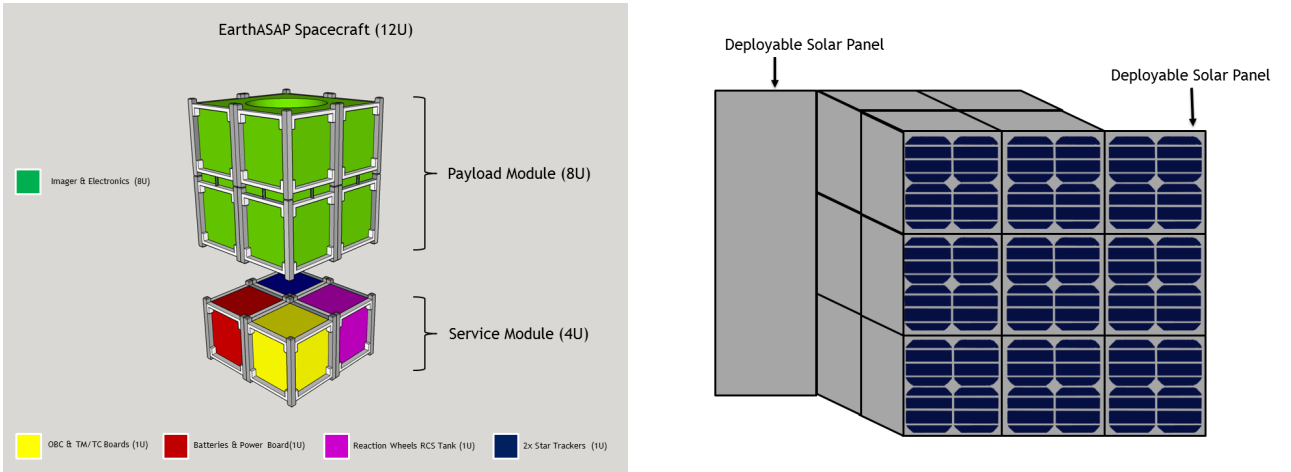 EarthASAP Spacecraft (12U)
Imager & Electronics (8U)
Payload Module (8U)
Service Module (4U)
OBC & TM/TC Boards (1U)
Batteries & Power Board(1U)
Reaction Wheels RCS Tank (1U)
2x Star Trackers (1U)
Deployable Solar Panel
Deployable Solar Panel